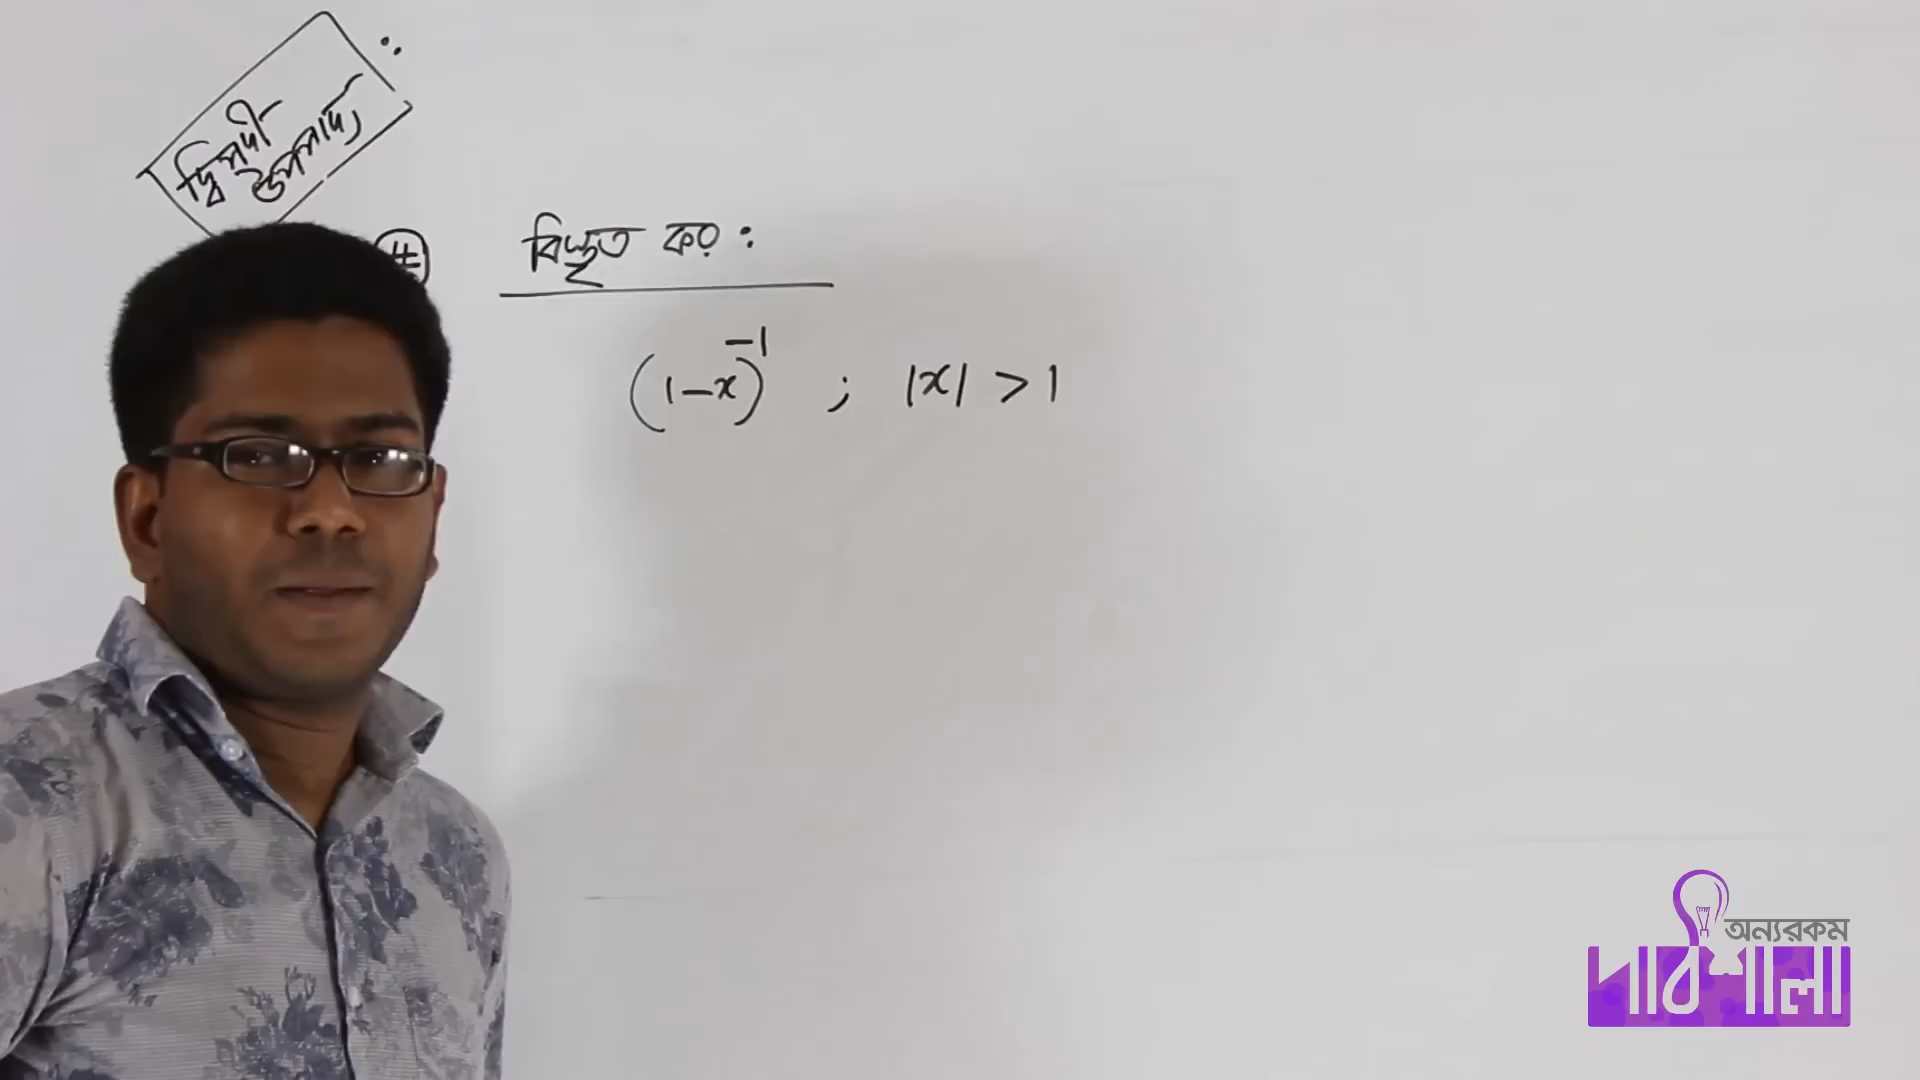 দ্বিপদী
উপপাদ্য
:
# বিস্তৃত কর :
(1-x)⁻¹ ; |x| > 1
অন্যরকম
পাঠশালা